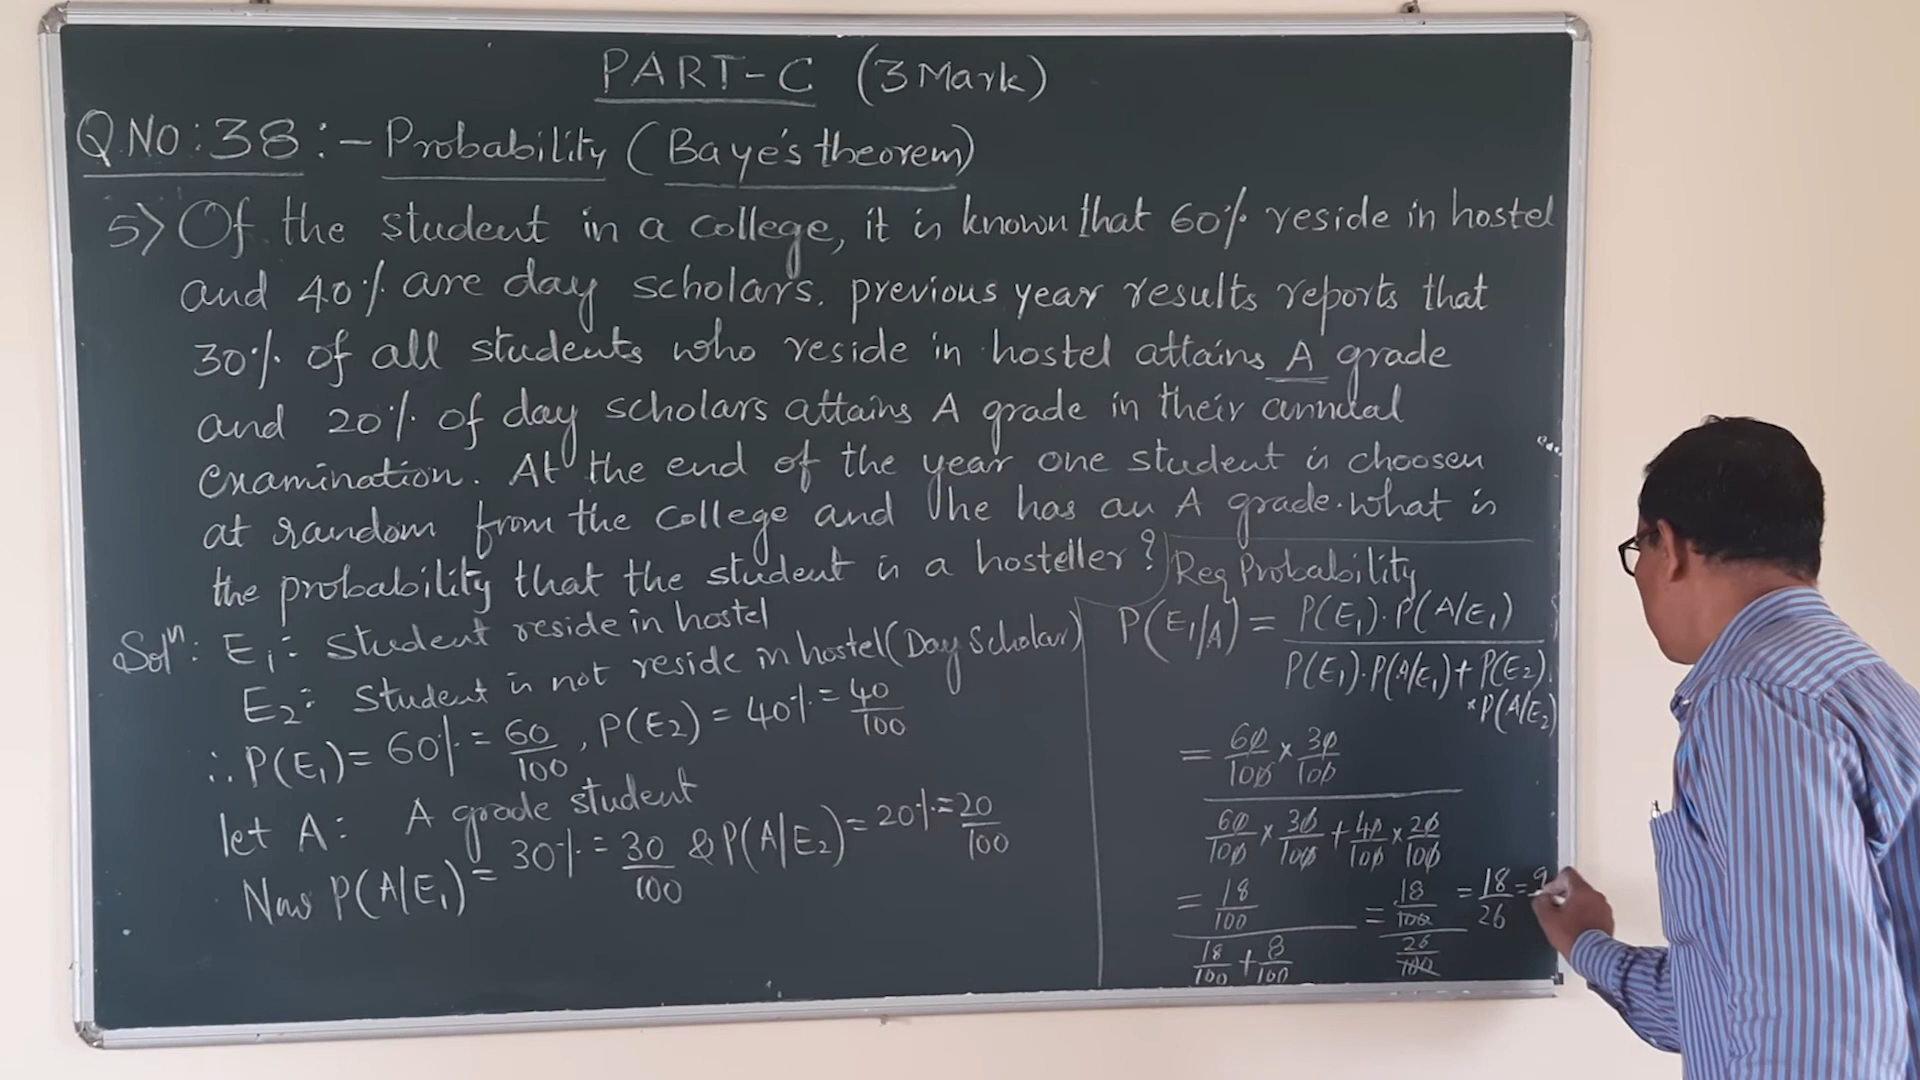 PART-C (3 Mark)
Q NO:38:- Probability (Baye's theorem)
5) Of the student in a college, it is known that 60% reside in hostel
and 40% are day scholars. previous year results reports that
30% of all students who reside in hostel attains A grade
and 20% of day scholars attains A grade in their annual
examination. At the end of the year one student is choosen
at random from the college and he has an A grade. what is
the probability that the student is a hosteller?
Solⁿ: E₁: Student reside in hostel
E₂: Student is not reside in hostel (Day Scholar)
∴ P(E₁) = 60% = 60/100, P(E₂) = 40% = 40/100
let A: A grade student
Now P(A|E₁) = 30% = 30/100 & P(A|E₂) = 20% = 20/100
Req Probability
P(E₁/A) = P(E₁).P(A/E₁)
P(E₁).P(A/E₁) + P(E₂)
× P(A/E₂)
= 60/100 × 30/100
60/100 × 30/100 + 40/100 × 20/100
= 18/100 = 18/100 = 18/26 = 9
18/100 + 8/100 26/100